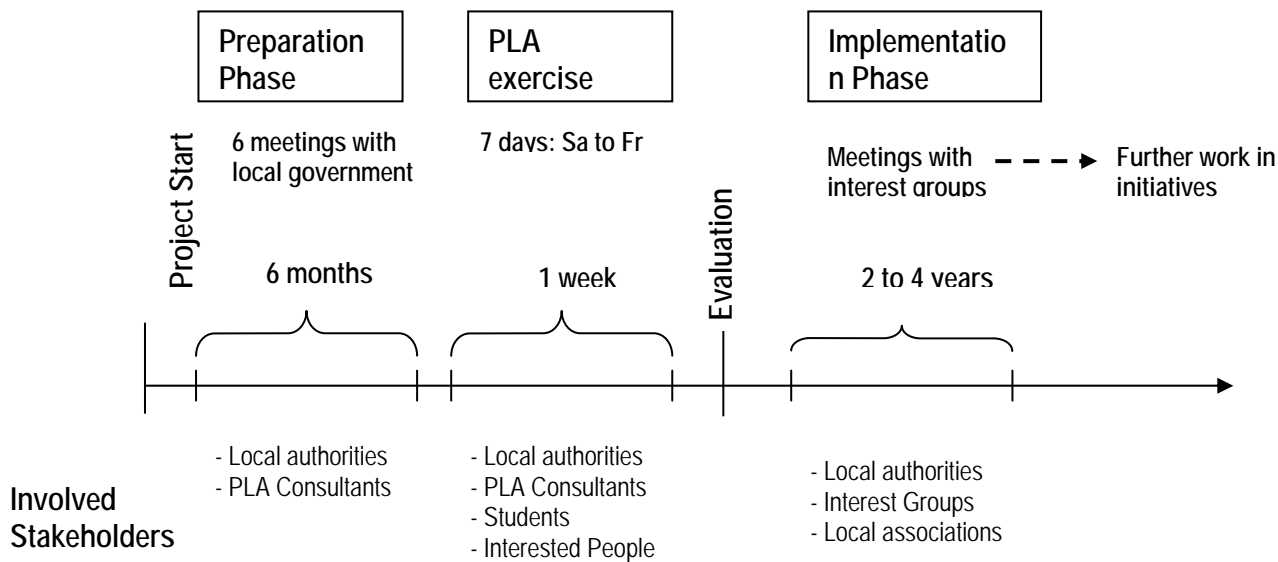 Preparation
Phase
PLA
exercise
Implementatio
n Phase
Project Start
6 meetings with
local government
7 days: Sa to Fr
Evaluation
Meetings with
interest groups
Further work in
initiatives
6 months
1 week
2 to 4 years
Involved
Stakeholders
- Local authorities
- PLA Consultants
- Local authorities
- PLA Consultants
- Students
- Interested People
- Local authorities
- Interest Groups
- Local associations